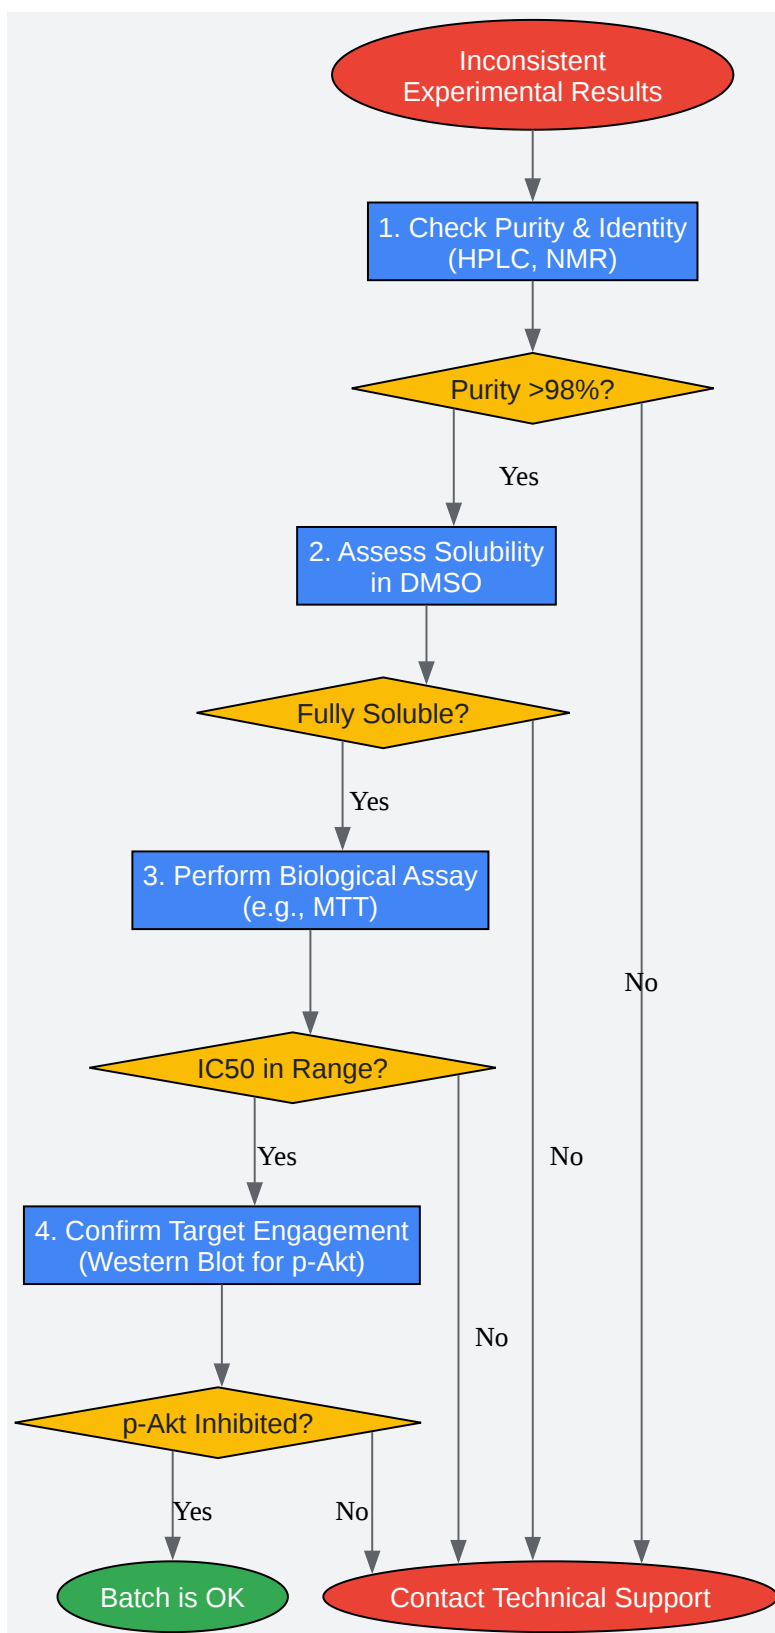 Inconsistent
Experimental Results
1. Check Purity & Identity
(HPLC, NMR)
Purity >98%?
Yes
2. Assess Solubility
in DMSO
Fully Soluble?
Yes
3. Perform Biological Assay
(e.g., MTT)
No
IC50 in Range?
Yes
No
4. Confirm Target Engagement
(Western Blot for p-Akt)
No
p-Akt Inhibited?
Yes
No
Batch is OK
Contact Technical Support